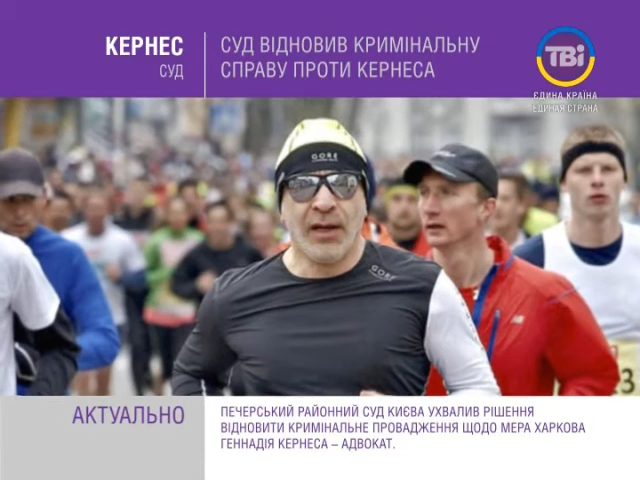 КЕРНЕС
СУД
СУД ВІДНОВИВ КРИМІНАЛЬНУ
СПРАВУ ПРОТИ КЕРНЕСА
ТВі
ЄДИНА КРАЇНА
ЕДИНАЯ СТРАНА
GORE
GORE
3
АКТУАЛЬНО
ПЕЧЕРСЬКИЙ РАЙОННИЙ СУД КИЄВА УХВАЛИВ РІШЕННЯ
ВІДНОВИТИ КРИМІНАЛЬНЕ ПРОВАДЖЕННЯ ЩОДО МЕРА ХАРКОВА
ГЕННАДІЯ КЕРНЕСА – АДВОКАТ.